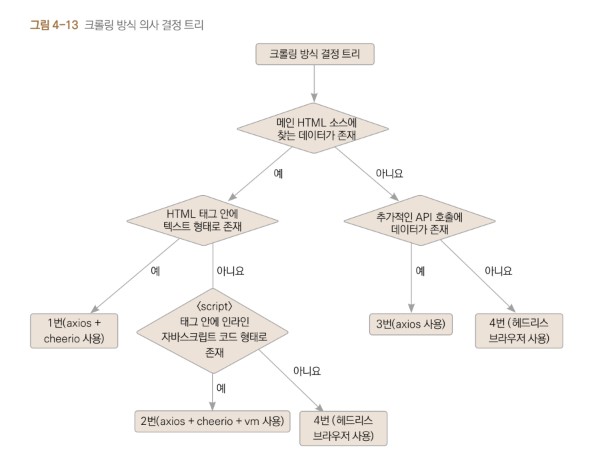 그림 4-13 크롤링 방식 의사 결정 트리
크롤링 방식 결정 트리
메인 HTML 소스에
찾는 데이터가 존재
예
아니요
HTML 태그 안에
텍스트 형태로 존재
추가적인 API 호출에
데이터가 존재
예
아니요
예
아니요
1번(axios +
cheerio 사용)
〈script〉
태그 안에 인라인
자바스크립트 코드 형태로
존재
3번(axios 사용)
4번 (헤드리스
브라우저 사용)
예
아니요
2번(axios + cheerio + vm 사용)
4번 (헤드리스
브라우저 사용)